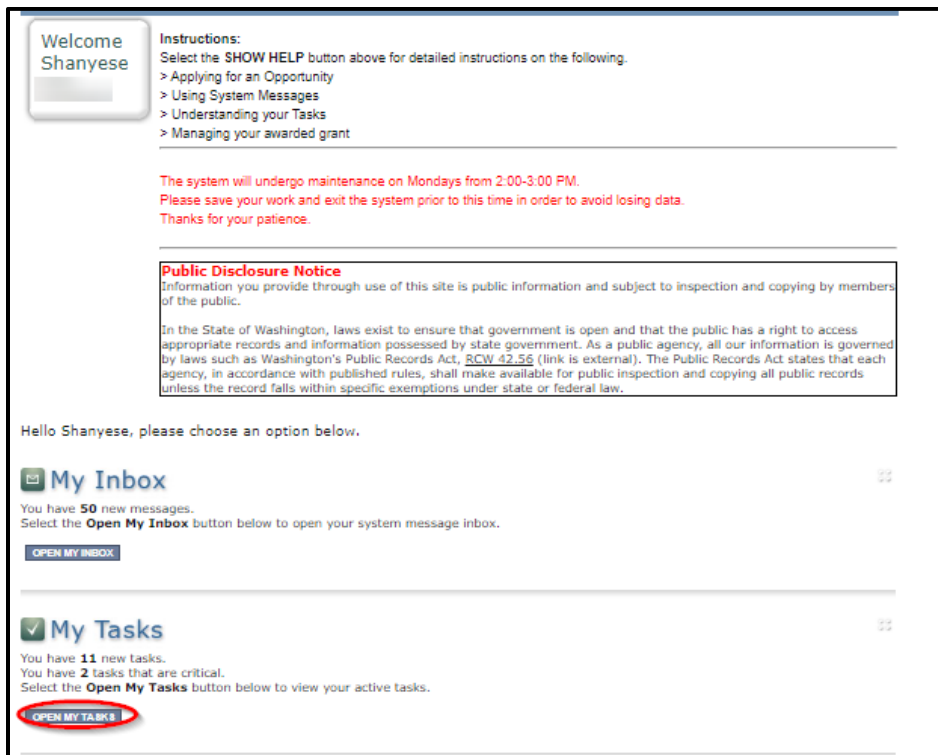 Welcome
Shanyese
Instructions:
Select the SHOW HELP button above for detailed instructions on the following.
> Applying for an Opportunity
> Using System Messages
> Understanding your Tasks
> Managing your awarded grant
The system will undergo maintenance on Mondays from 2:00-3:00 PM.
Please save your work and exit the system prior to this time in order to avoid losing data.
Thanks for your patience.
Public Disclosure Notice
Information you provide through use of this site is public information and subject to inspection and copying by members
of the public.
In the State of Washington, laws exist to ensure that government is open and that the public has a right to access
appropriate records and information possessed by state government. As a public agency, all our information is governed
by laws such as Washington's Public Records Act, RCW 42.56 (link is external). The Public Records Act states that each
agency, in accordance with published rules, shall make available for public inspection and copying all public records
unless the record falls within specific exemptions under state or federal law.
Hello Shanyese, please choose an option below.
My Inbox
You have 50 new messages.
Select the Open My Inbox button below to open your system message inbox.
OPEN MY INBOX
My Tasks
You have 11 new tasks.
You have 2 tasks that are critical.
Select the Open My Tasks button below to view your active tasks.
OPEN MY TASKS